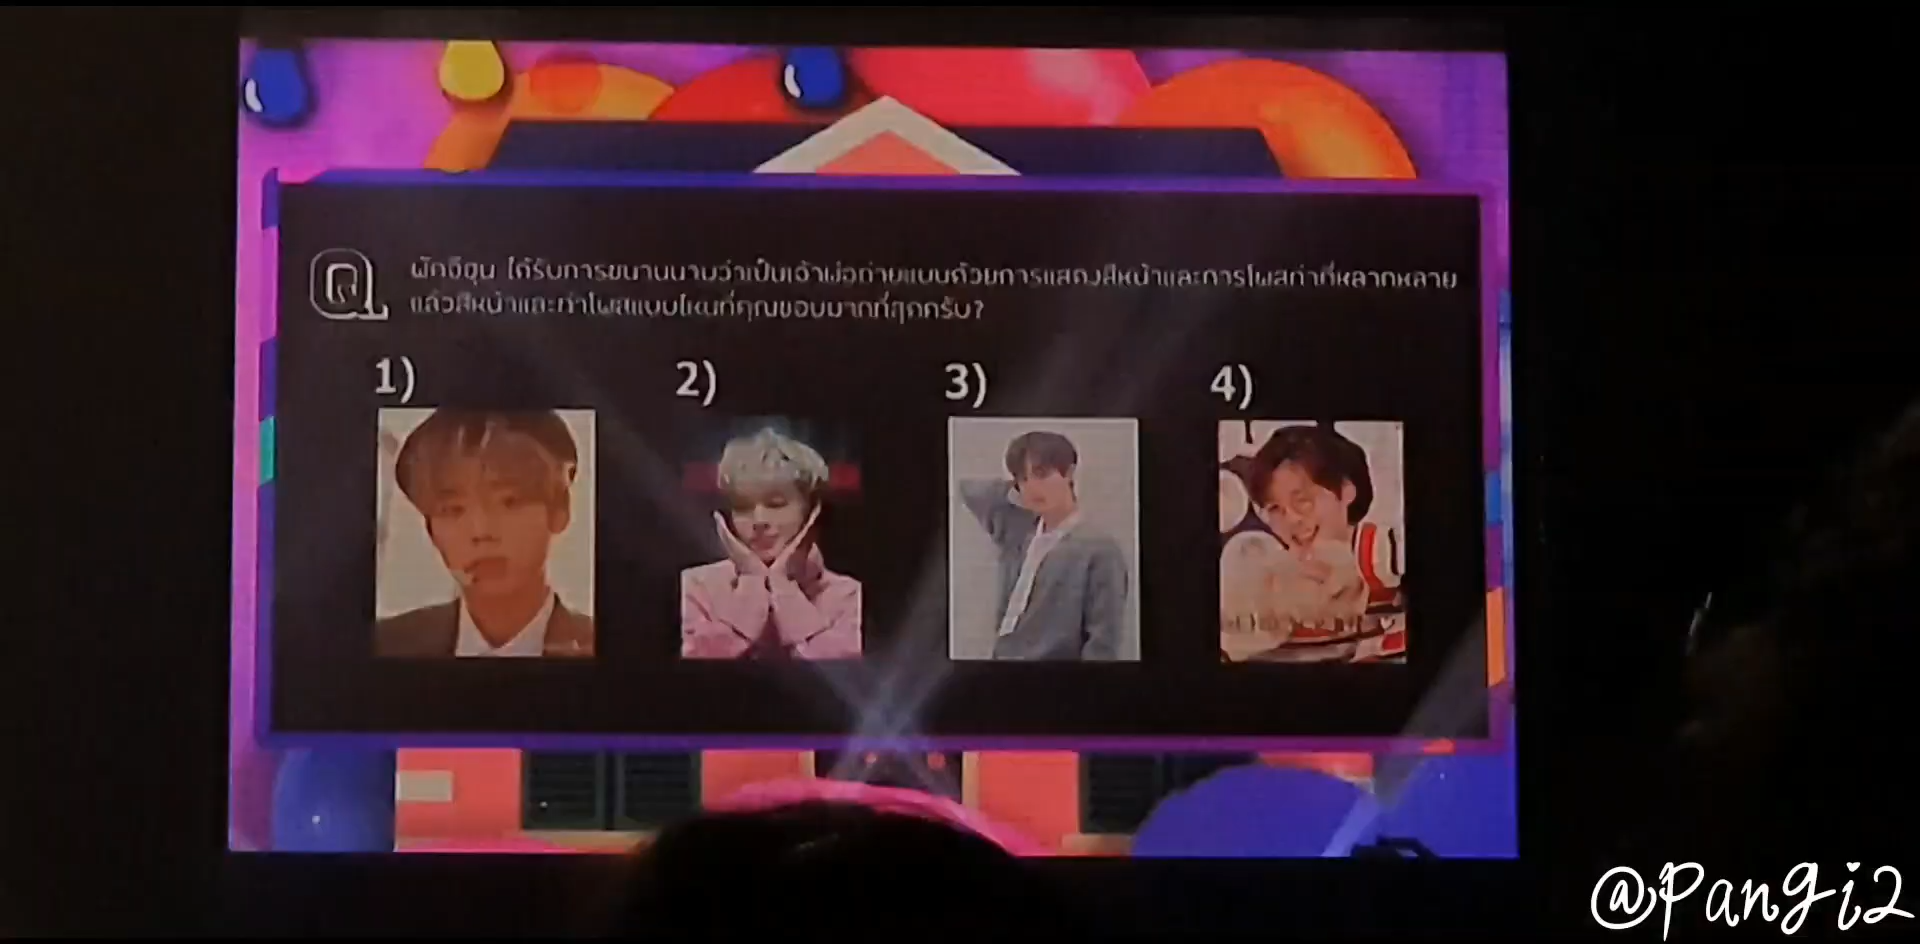 Q
พัคจีฮุน ได้รับการขนานนามว่าเป็นเจ้าพ่อถ่ายแบบด้วยการแสดงสีหน้าและการโพสท่าที่หลากหลาย
แล้วสีหน้าและท่าโพสแบบไหนที่คุณชอบมากที่สุดครับ?
1) 2) 3) 4)
@pangi2